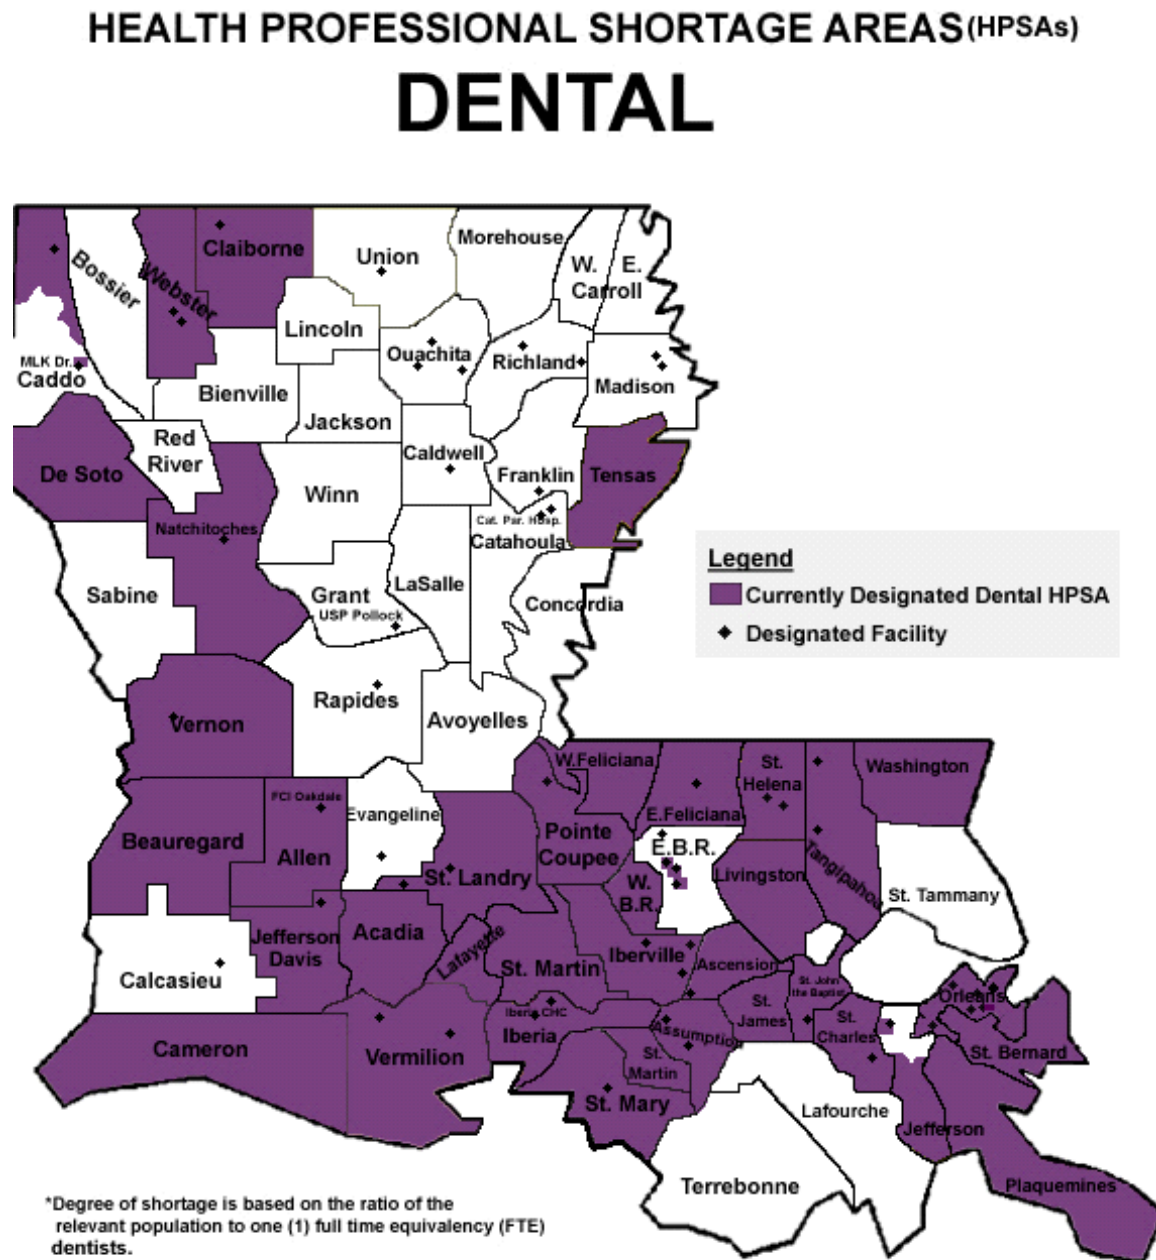 HEALTH PROFESSIONAL SHORTAGE AREAS(HPSAs)
DENTAL
Claiborne
Union
Morehouse
W.
E.
Carroll
Bossier
Webster
Lincoln
Ouachita
Richland
Madison
MLK Dr.
Caddo
Bienville
Jackson
Red
River
Caldwell
De Soto
Winn
Franklin
Tensas
Natchitoches
Cat. Par. Hosp.
Catahoula
Sabine
Grant
USP Pollock
LaSalle
Concordia
Legend
Currently Designated Dental HPSA
Designated Facility
Rapides
Avoyelles
Vernon
W.Feliciana
St.
Helena
Washington
FCI Oakdale
Evangeline
E.Feliciana
Beauregard
Allen
Pointe
Coupee
E.B.R.
Tangipahoa
St. Landry
W.
B.R.
Livingston
St. Tammany
Jefferson
Davis
Acadia
Lafayette
St. Martin
Iberville
Ascension
Calcasieu
St. John
the Baptist
Orleans
Iberia CHC
Iberia
Assumption
St.
James
St.
Charles
St. Bernard
Cameron
Vermilion
St.
Martin
St. Mary
Lafourche
Jefferson
Terrebonne
Plaquemines
*Degree of shortage is based on the ratio of the
relevant population to one (1) full time equivalency (FTE)
dentists.